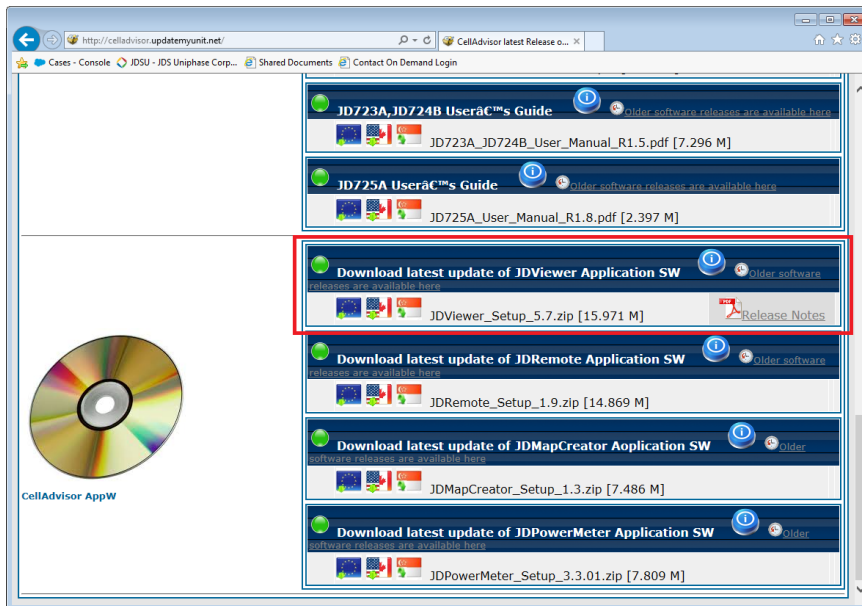 http://celladvisor.updatemyunit.net/
CellAdvisor latest Release o...
Cases - Console
JDSU - JDS Uniphase Corp...
Shared Documents
Contact On Demand Login
JD723A,JD724B Userâ€™s Guide
Older software releases are available here
JD723A_JD724B_User_Manual_R1.5.pdf [7.296 M]
JD725A Userâ€™s Guide
Older software releases are available here
JD725A_User_Manual_R1.8.pdf [2.397 M]
Download latest update of JDViewer Application SW
Older software
releases are available here
JDViewer_Setup_5.7.zip [15.971 M]
PDF
Release Notes
Download latest update of JDRemote Application SW
Older software
releases are available here
JDRemote_Setup_1.9.zip [14.869 M]
Download latest update of JDMapCreator Aoplication SW
Older
software releases are available here
JDMapCreator_Setup_1.3.zip [7.486 M]
CellAdvisor AppW
Download latest update of JDPowerMeter Application SW
Older
software releases are available here
JDPowerMeter_Setup_3.3.01.zip [7.809 M]